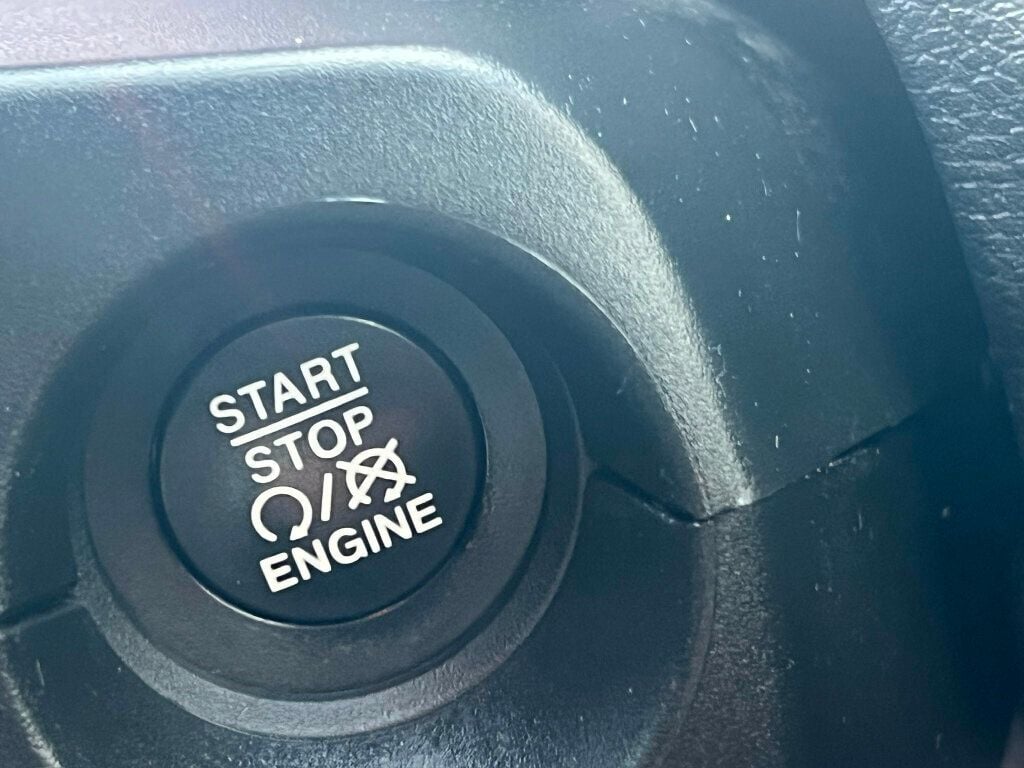 START
STOP
/
ENGINE